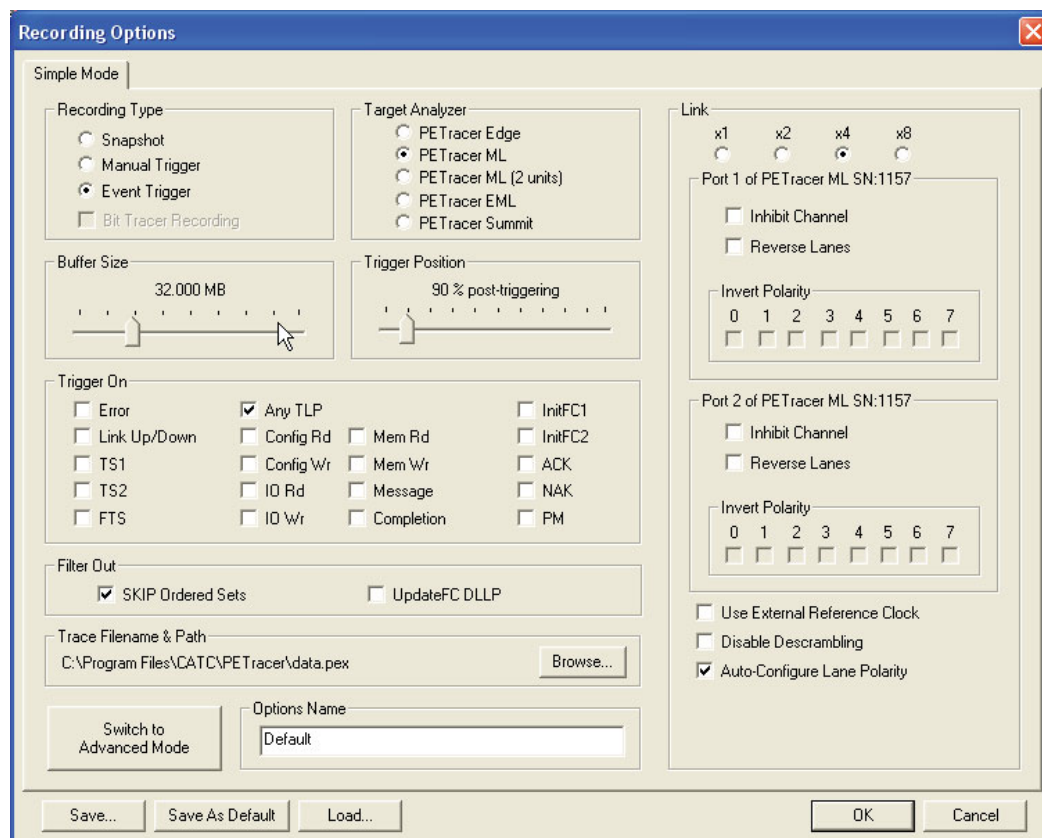 Recording Options
Simple Mode
Recording Type
Snapshot
Manual Trigger
Event Trigger
Bit Tracer Recording
Target Analyzer
PETracer Edge
PETracer ML
PETracer ML (2 units)
PETracer EML
PETracer Summit
Buffer Size
32.000 MB
Trigger Position
90 % post-triggering
Trigger On
Error
Link Up/Down
TS1
TS2
FTS
Any TLP
Config Rd
Config Wr
IO Rd
IO Wr
Mem Rd
Mem Wr
Message
Completion
InitFC1
InitFC2
ACK
NAK
PM
Filter Out
SKIP Ordered Sets
UpdateFC DLLP
Trace Filename & Path
C:\Program Files\CATC\PETracer\data.pex
Browse...
Switch to
Advanced Mode
Options Name
Default
Link
x1 x2 x4 x8
Port 1 of PETracer ML SN:1157
Inhibit Channel
Reverse Lanes
Invert Polarity
0 1 2 3 4 5 6 7
Port 2 of PETracer ML SN:1157
Inhibit Channel
Reverse Lanes
Invert Polarity
0 1 2 3 4 5 6 7
Use External Reference Clock
Disable Descrambling
Auto-Configure Lane Polarity
Save...
Save As Default
Load...
OK
Cancel